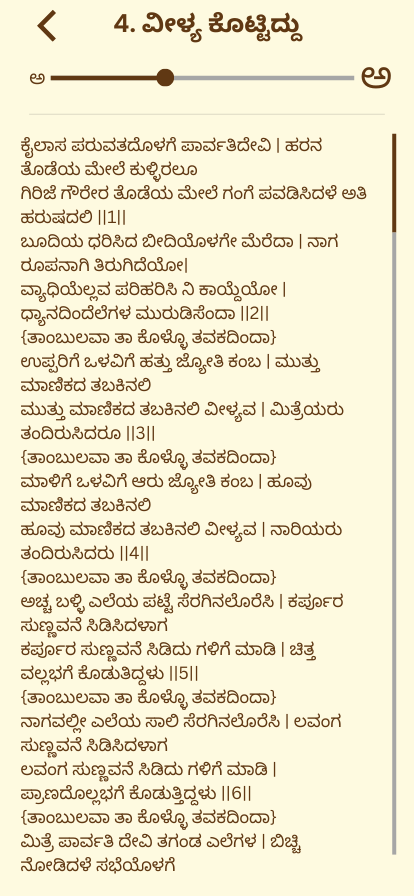 4. ವೀಳ್ಯ ಕೊಟ್ಟಿದ್ದು
ಅ ಅ
ಕೈಲಾಸ ಪರುವತದೊಳಗೆ ಪಾರ್ವತಿದೇವಿ | ಹರನ
ತೊಡೆಯ ಮೇಲೆ ಕುಳ್ಳಿರಲೂ
ಗಿರಿಜೆ ಗೌರೇರ ತೊಡೆಯ ಮೇಲೆ ಗಂಗೆ ಪವಡಿಸಿದಳೆ ಅತಿ
ಹರುಷದಲಿ ||1||
ಬೂದಿಯ ಧರಿಸಿದ ಬೀದಿಯೊಳಗೇ ಮೆರೆದಾ | ನಾಗ
ರೂಪನಾಗಿ ತಿರುಗಿದೆಯೋ|
ವ್ಯಾಧಿಯೆಲ್ಲವ ಪರಿಹರಿಸಿ ನಿ ಕಾಯ್ದೆಯೋ |
ಧ್ಯಾನದಿಂದೆಲೆಗಳ ಮುರುಡಿಸೆಂದಾ ||2||
{ತಾಂಬುಲವಾ ತಾ ಕೊಳ್ಳೊ ತವಕದಿಂದಾ}
ಉಪ್ಪರಿಗೆ ಒಳವಿಗೆ ಹತ್ತು ಜ್ಯೋತಿ ಕಂಬ | ಮುತ್ತು
ಮಾಣಿಕದ ತಬಕಿನಲಿ
ಮುತ್ತು ಮಾಣಿಕದ ತಬಕಿನಲಿ ವೀಳ್ಯವ | ಮಿತ್ರೆಯರು
ತಂದಿರುಸಿದರೂ ||3||
{ತಾಂಬುಲವಾ ತಾ ಕೊಳ್ಳೊ ತವಕದಿಂದಾ}
ಮಾಳಿಗೆ ಒಳವಿಗೆ ಆರು ಜ್ಯೋತಿ ಕಂಬ | ಹೂವು
ಮಾಣಿಕದ ತಬಕಿನಲಿ
ಹೂವು ಮಾಣಿಕದ ತಬಕಿನಲಿ ವೀಳ್ಯವ | ನಾರಿಯರು
ತಂದಿರುಸಿದರು ||4||
{ತಾಂಬುಲವಾ ತಾ ಕೊಳ್ಳೊ ತವಕದಿಂದಾ}
ಅಚ್ಚ ಬಳ್ಳಿ ಎಲೆಯ ಪಟ್ಟೆ ಸೆರಗಿನಲೊರೆಸಿ | ಕರ್ಪೂರ
ಸುಣ್ಣವನೆ ಸಿಡಿಸಿದಳಾಗ
ಕರ್ಪೂರ ಸುಣ್ಣವನೆ ಸಿಡಿದು ಗಳಿಗೆ ಮಾಡಿ | ಚಿತ್ತ
ವಲ್ಲಭಗೆ ಕೊಡುತಿದ್ದಳು ||5||
{ತಾಂಬುಲವಾ ತಾ ಕೊಳ್ಳೊ ತವಕದಿಂದಾ}
ನಾಗವಲ್ಲೀ ಎಲೆಯ ಸಾಲಿ ಸೆರಗಿನಲೊರೆಸಿ | ಲವಂಗ
ಸುಣ್ಣವನೆ ಸಿಡಿಸಿದಳಾಗ
ಲವಂಗ ಸುಣ್ಣವನೆ ಸಿಡಿದು ಗಳಿಗೆ ಮಾಡಿ |
ಪ್ರಾಣದೊಲ್ಲಭಗೆ ಕೊಡುತ್ತಿದ್ದಳು ||6||
{ತಾಂಬುಲವಾ ತಾ ಕೊಳ್ಳೊ ತವಕದಿಂದಾ}
ಮಿತ್ರೆ ಪಾರ್ವತಿ ದೇವಿ ತಗಂಡ ಎಲೆಗಳ | ಬಿಚ್ಚಿ
ನೋಡಿದಳೆ ಸಭೆಯೊಳಗೆ